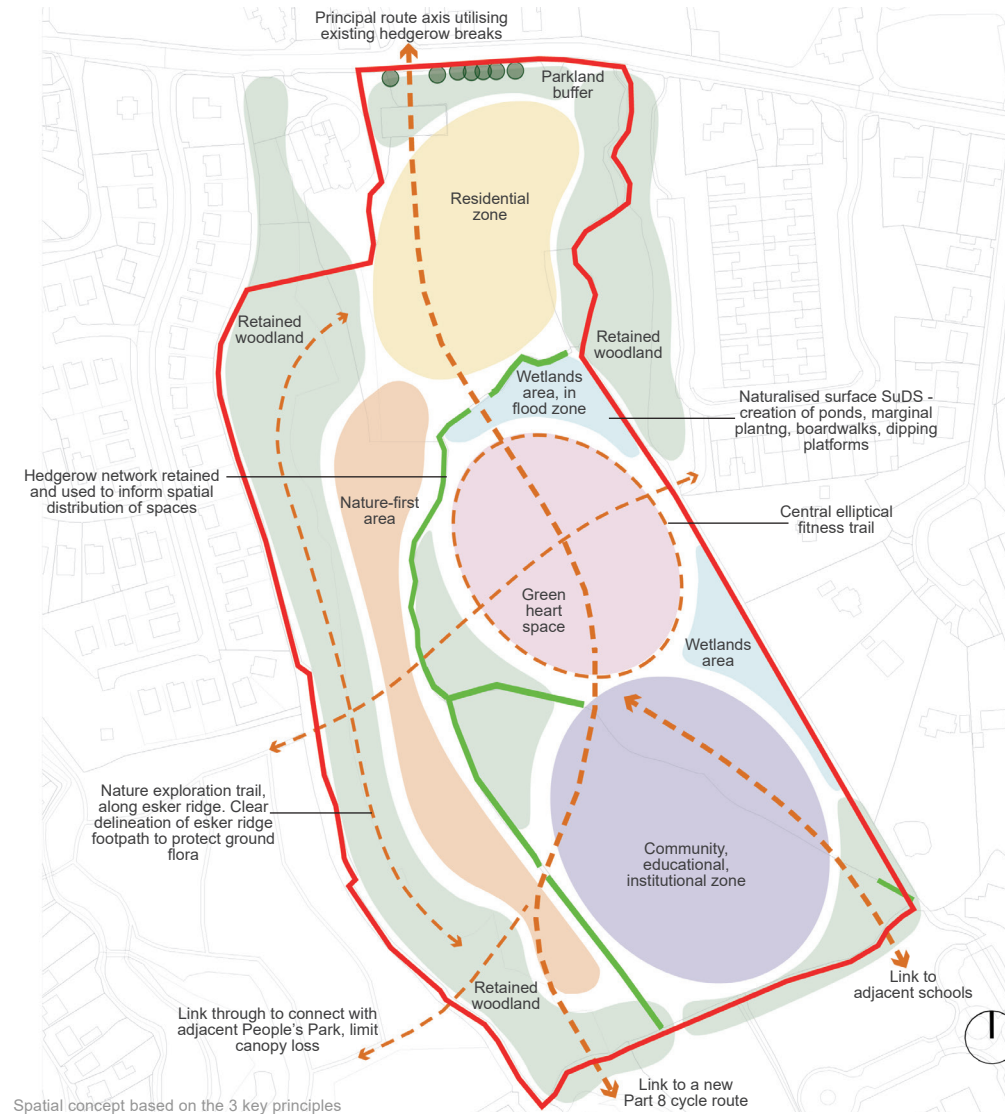 Principal route axis utilising
existing hedgerow breaks
Parkland
buffer
Residential
zone
Retained
woodland
Retained
woodland
Wetlands
area, in
flood zone
Naturalised surface SuDS -
creation of ponds, marginal
plantng, boardwalks, dipping
platforms
Hedgerow network retained
and used to inform spatial
distribution of spaces
Nature-first
area
Central elliptical
fitness trail
Green
heart
space
Wetlands
area
Nature exploration trail,
along esker ridge. Clear
delineation of esker ridge
footpath to protect ground
flora
Community,
educational,
institutional zone
Link to
adjacent schools
Retained
woodland
Link through to connect with
adjacent People's Park, limit
canopy loss
Link to a new
Part 8 cycle route
Spatial concept based on the 3 key principles